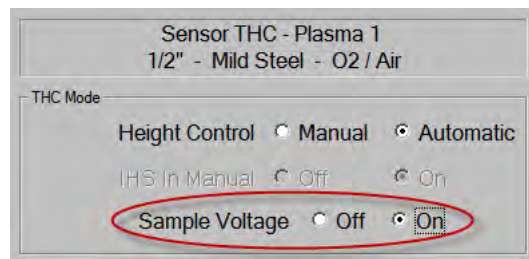 Sensor THC - Plasma 1
1/2" - Mild Steel - O2 / Air
THC Mode
Height Control Manual Automatic
IHS In Manual Off On
Sample Voltage Off On